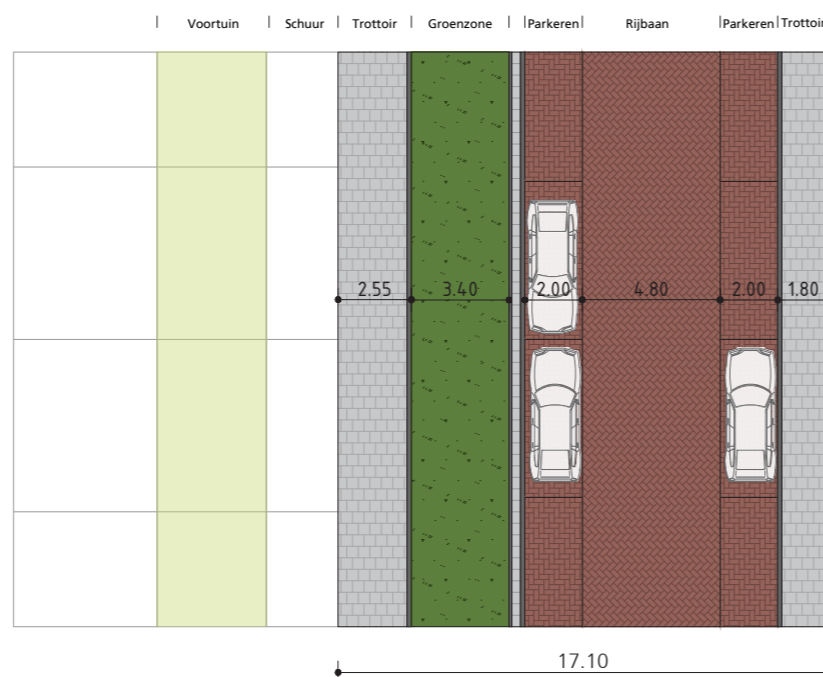 Voortuin Schuur Trottoir Groenzone Parkeren Rijbaan Parkeren Trottoir
2.55 3.40 2.00 4.80 2.00 1.80
17.10